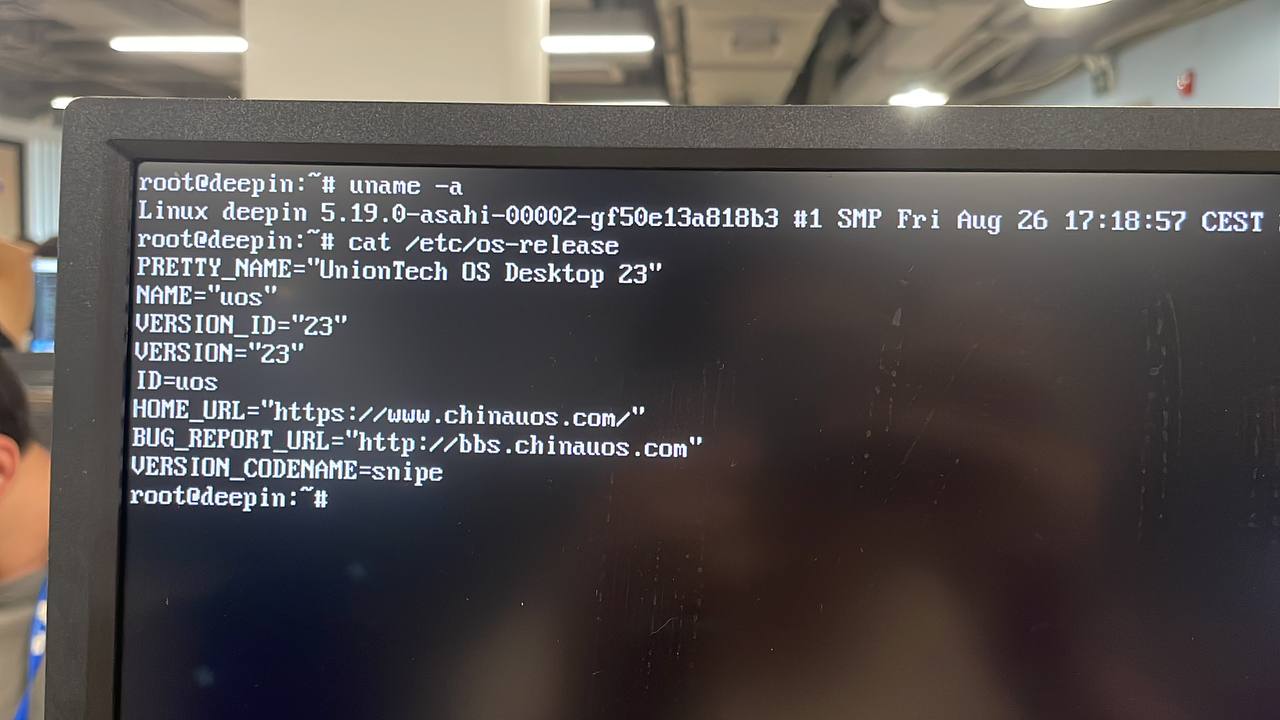 root@deepin:~# uname -a
Linux deepin 5.19.0-asahi-00002-gf50e13a818b3 #1 SMP Fri Aug 26 17:18:57 CEST
root@deepin:~# cat /etc/os-release
PRETTY_NAME="UnionTech OS Desktop 23"
NAME="uos"
VERSION_ID="23"
VERSION="23"
ID=uos
HOME_URL="https://www.chinauos.com/"
BUG_REPORT_URL="http://bbs.chinauos.com"
VERSION_CODENAME=snipe
root@deepin:~#